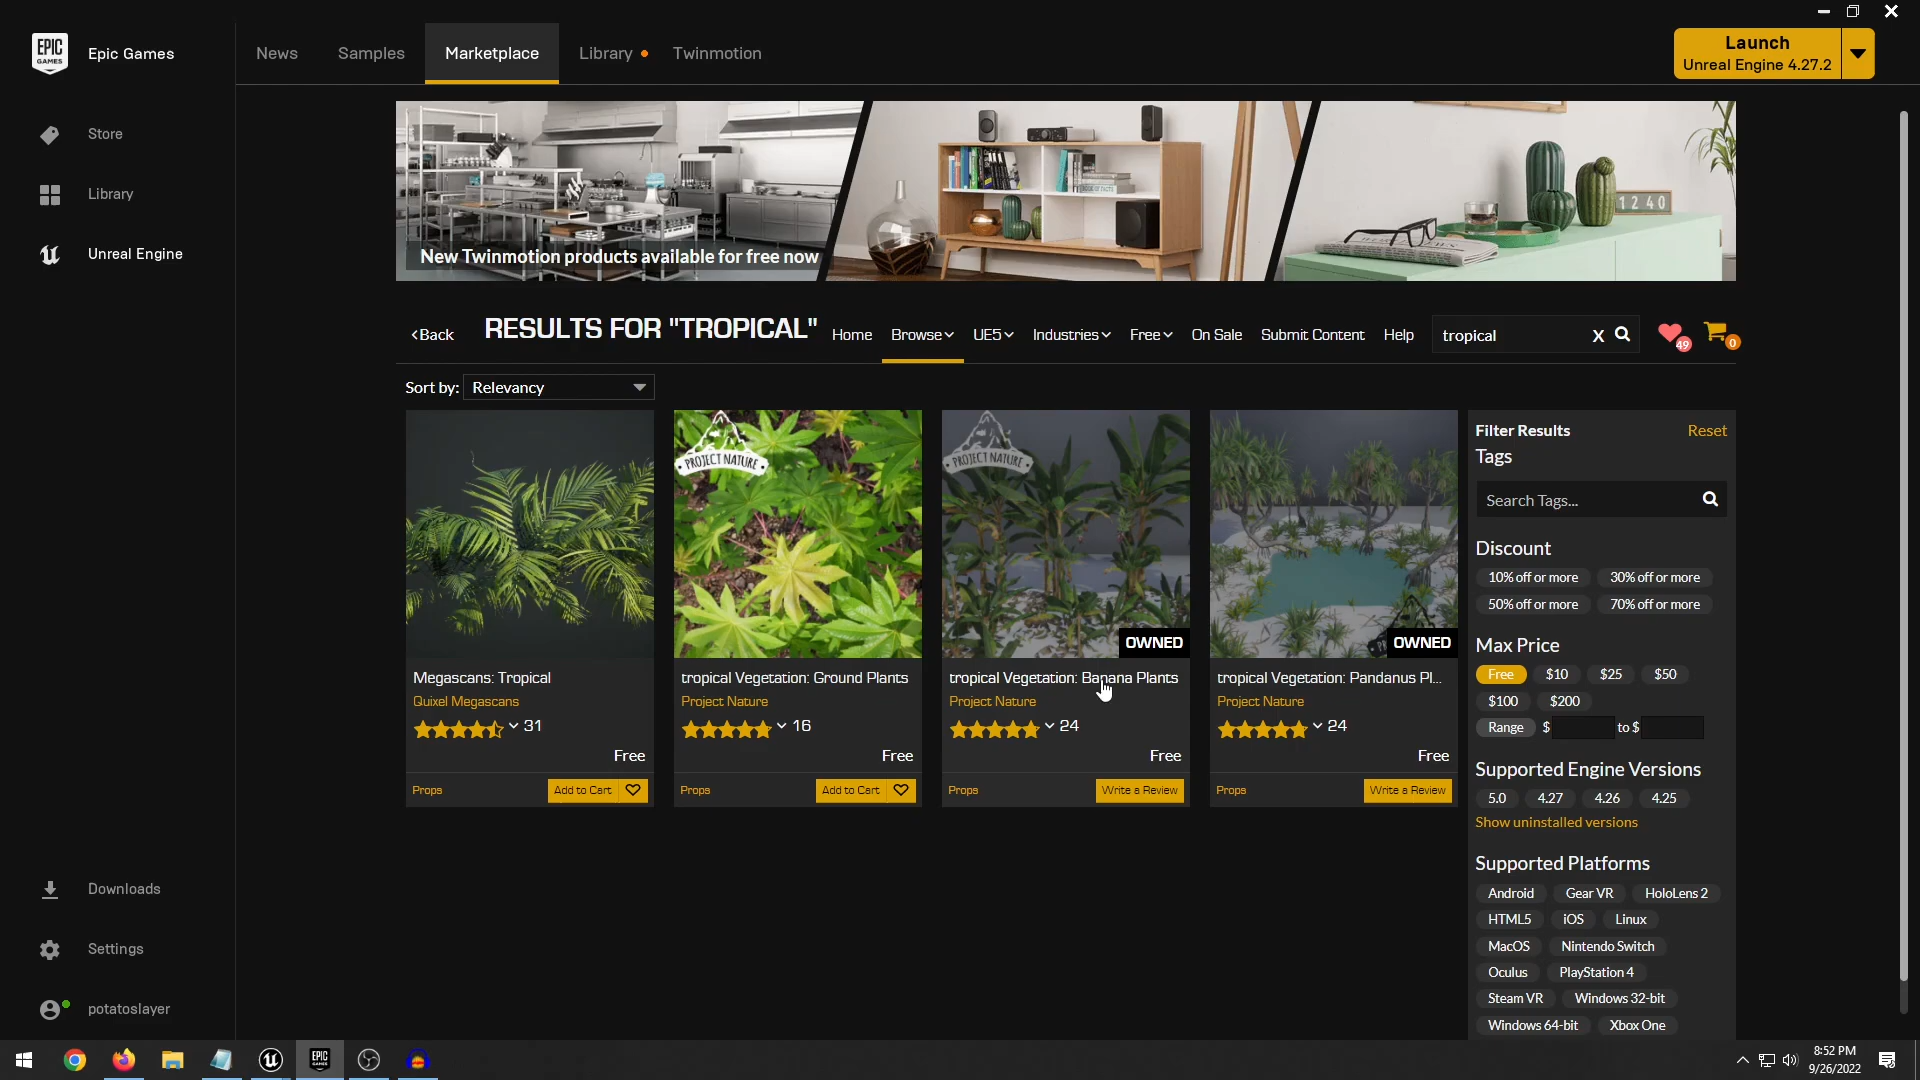 EPIC GAMES
Epic Games
News
Samples
Marketplace
Library
Twinmotion
Launch
Unreal Engine 4.27.2
Store
Library
Unreal Engine
1240
New Twinmotion products available for free now
<Back
RESULTS FOR "TROPICAL"
Home
Browse
UE5
Industries
Free
On Sale
Submit Content
Help
tropical
X
49
0
Sort by:
Relevancy
PROJECT NATURE
PROJECT NATURE
OWNED
OWNED
Megascans: Tropical
Quixel Megascans
31
Free
Props
Add to Cart
tropical Vegetation: Ground Plants
Project Nature
16
Free
Props
Add to Cart
tropical Vegetation: Banana Plants
Project Nature
24
Free
Props
Write a Review
tropical Vegetation: Pandanus Pl...
Project Nature
24
Free
Props
Write a Review
Filter Results
Reset
Tags
Search Tags...
Discount
10% off or more
30% off or more
50% off or more
70% off or more
Max Price
Free
$10
$25
$50
$100
$200
Range
$
to $
Supported Engine Versions
5.0
4.27
4.26
4.25
Show uninstalled versions
Supported Platforms
Android
Gear VR
HoloLens 2
HTML5
iOS
Linux
MacOS
Nintendo Switch
Oculus
PlayStation 4
Steam VR
Windows 32-bit
Windows 64-bit
Xbox One
Downloads
Settings
potatoslayer
EPIC GAMES
8:52 PM
9/26/2022